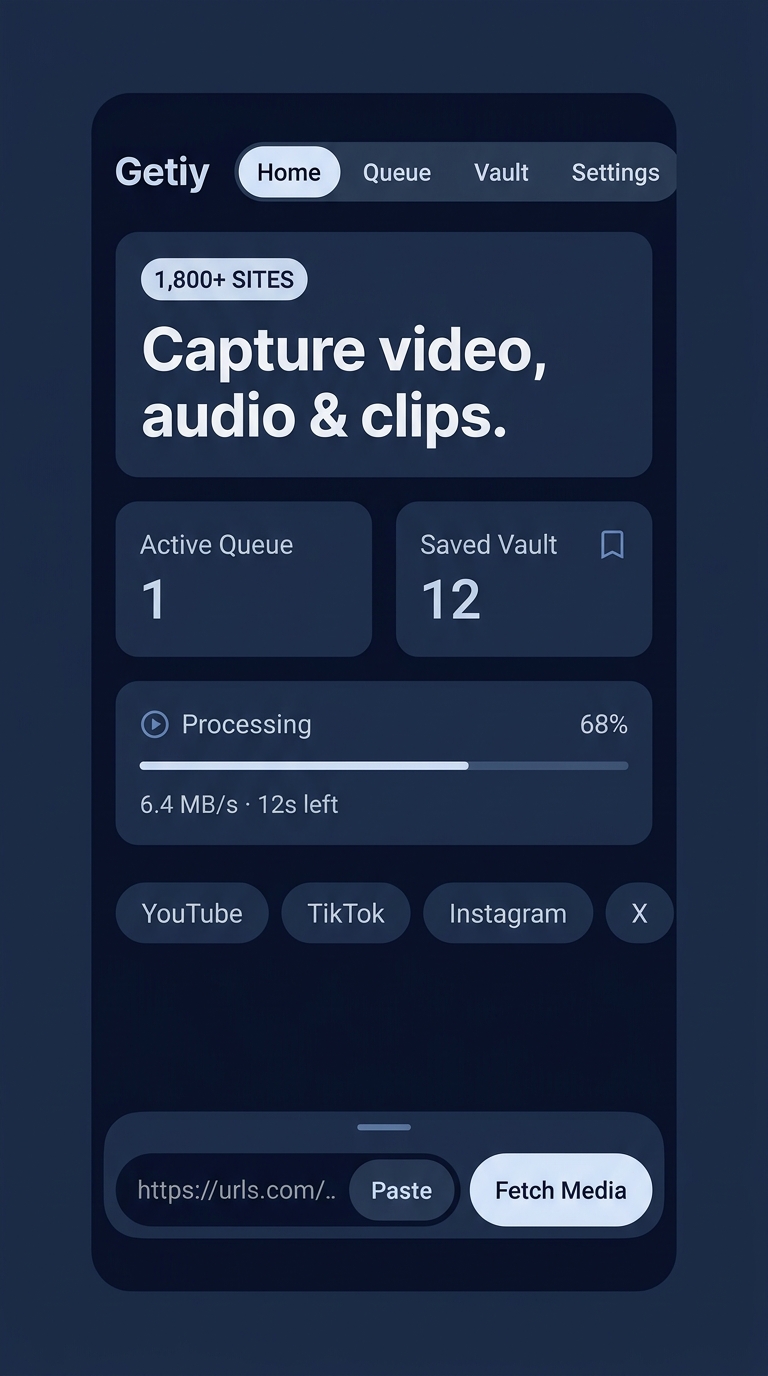 Getiy
Home Queue Vault Settings
1,800+ SITES
Capture video,
audio & clips.
Active Queue
1
Saved Vault
12
Processing 68%
6.4 MB/s · 12s left
YouTube TikTok Instagram X
https://urls.com/.. Paste Fetch Media